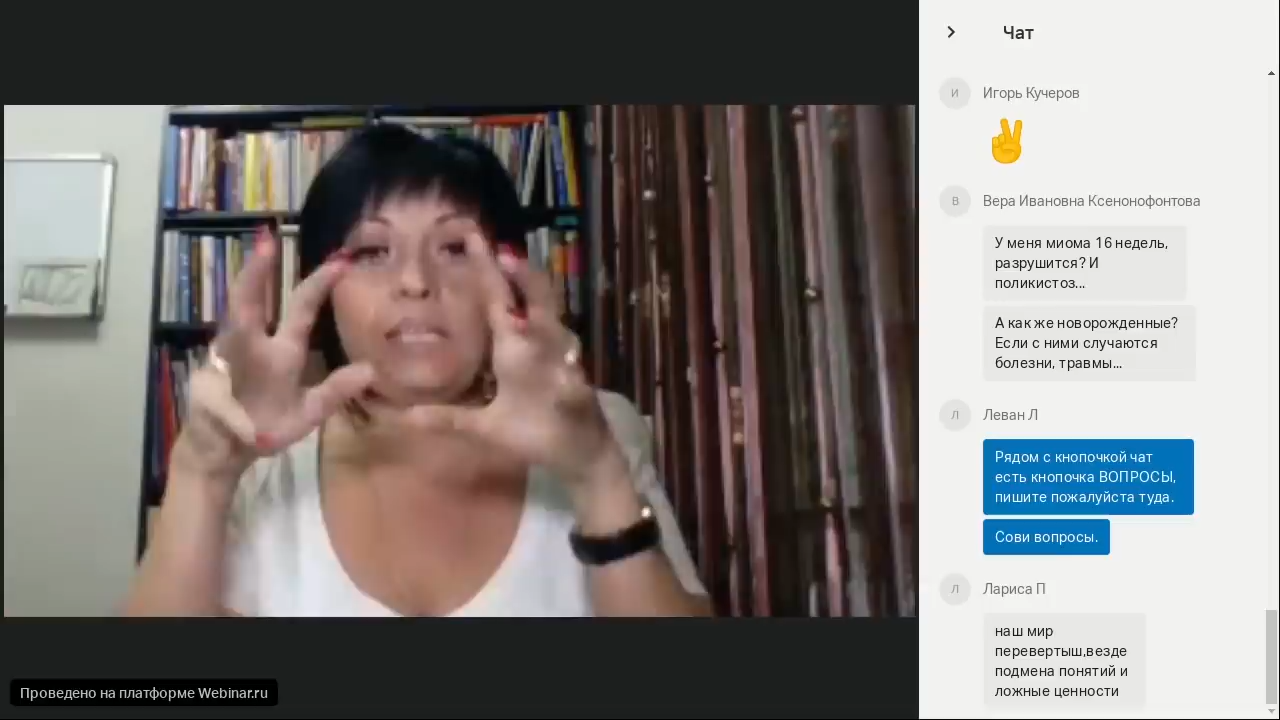 Чат
И
Игорь Кучеров
В
Вера Ивановна Ксенонофонтова
У меня миома 16 недель,
разрушится? И
поликистоз...
А как же новорожденные?
Если с ними случаются
болезни, травмы...
Л
Леван Л
Рядом с кнопочкой чат
есть кнопочка ВОПРОСЫ,
пишите пожалуйста туда.
Сови вопросы.
Л
Лариса П
наш мир
перевертыш,везде
подмена понятий и
ложные ценности
Проведено на платформе Webinar.ru